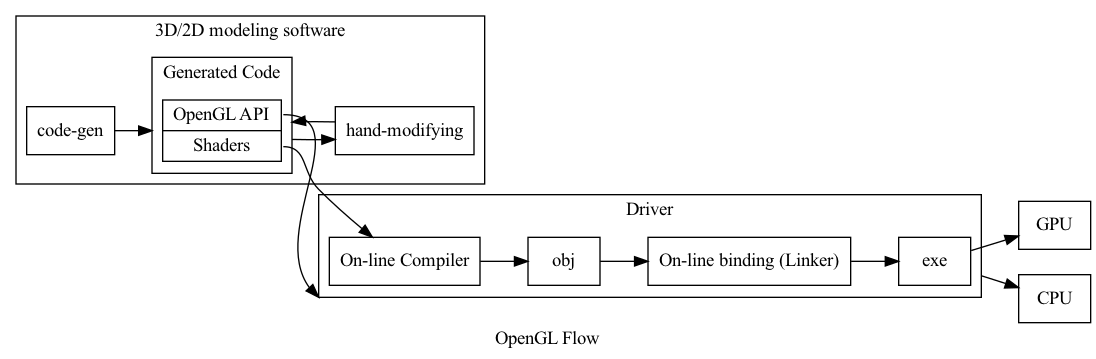 3D/2D modeling software
Generated Code
code-gen
OpenGL API
Shaders
hand-modifying
Driver
On-line Compiler
obj
On-line binding (Linker)
exe
GPU
CPU
OpenGL Flow